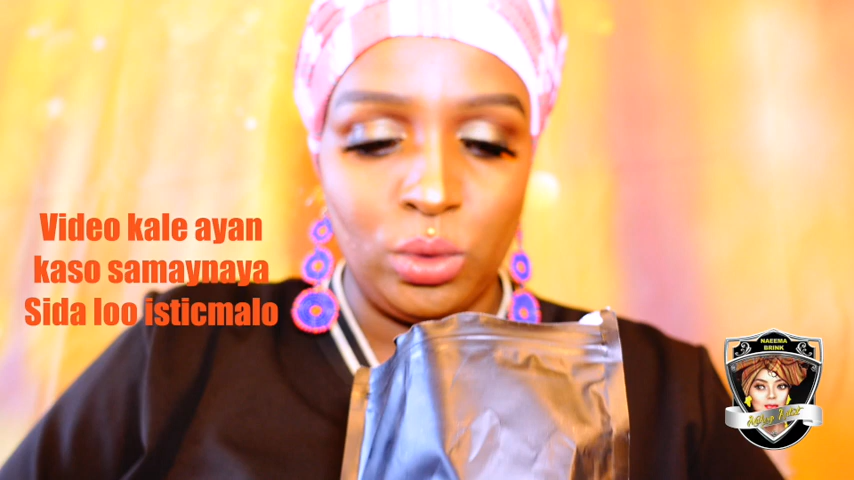 Video kale ayan
kaso samaynaya
Sida loo isticmalo
NAEEMA
BRINK